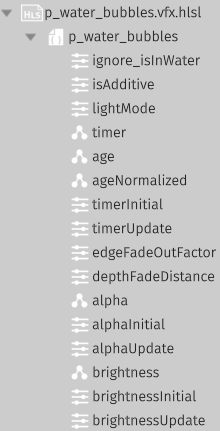 HLS p_water_bubbles.vfx.hlsl
p_water_bubbles
ignore_isInWater
isAdditive
lightMode
timer
age
ageNormalized
timerInitial
timerUpdate
edgeFadeOutFactor
depthFadeDistance
alpha
alphaInitial
alphaUpdate
brightness
brightnessInitial
brightnessUpdate